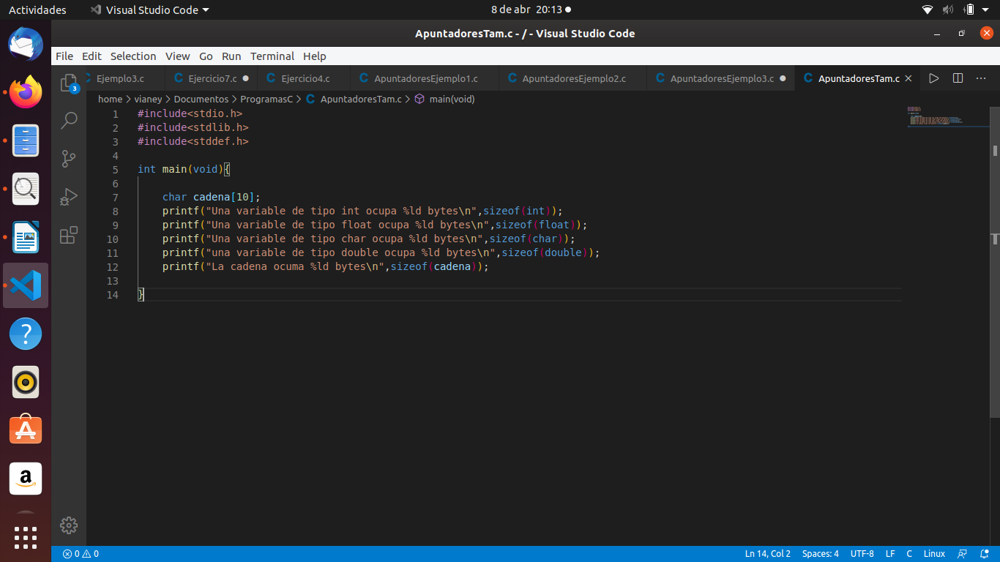 Actividades Visual Studio Code 8 de abr 20:13
ApuntadoresTam.c - / - Visual Studio Code
File Edit Selection View Go Run Terminal Help
Ejemplo3.c Ejercicio7.c Ejercicio4.c ApuntadoresEjemplo1.c ApuntadoresEjemplo2.c ApuntadoresEjemplo3.c ApuntadoresTam.c
home > vianey > Documentos > ProgramasC > ApuntadoresTam.c > main(void)
3
1 #include<stdio.h>
2 #include<stdlib.h>
3 #include<stddef.h>
4
5 int main(void){
6
7 char cadena[10];
8 printf("Una variable de tipo int ocupa %ld bytes\n",sizeof(int));
9 printf("Una variable de tipo float ocupa %ld bytes\n",sizeof(float));
10 printf("Una variable de tipo char ocupa %ld bytes\n",sizeof(char));
11 printf("una variable de tipo double ocupa %ld bytes\n",sizeof(double));
12 printf("La cadena ocuma %ld bytes\n",sizeof(cadena));
13
14 }
a
0 0 Ln 14, Col 2 Spaces: 4 UTF-8 LF C Linux